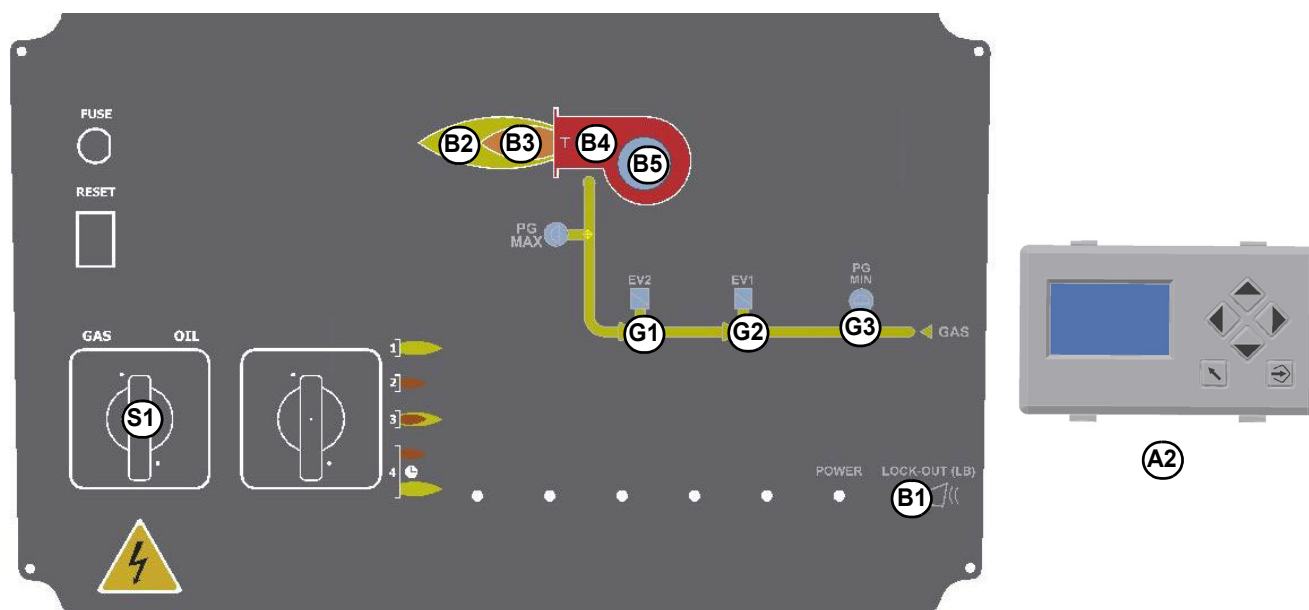 FUSE
RESET
B2
B3
T
B4
B5
PG
MAX
EV2
EV1
PG
MIN
G1
G2
G3
GAS
GAS OIL
S1
1
2
3
4
POWER LOCK-OUT (LB)
B1
A2